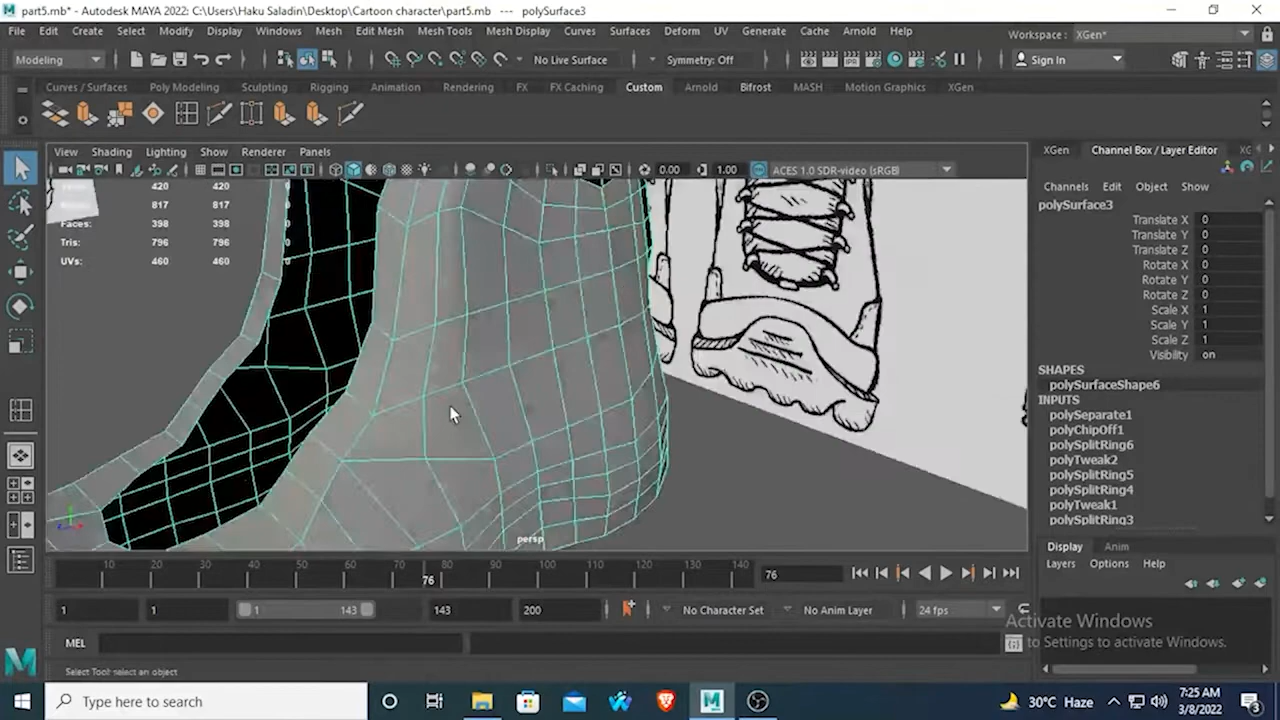 part5.mb* - Autodesk MAYA 2022: C:\Users\Haku Saladin\Desktop\Cartoon character\part5.mb --- polySurface3
File Edit Create Select Modify Display Windows Mesh Edit Mesh Mesh Tools Mesh Display Curves Surfaces Deform UV Generate Cache Arnold Help Workspace : XGen*
Modeling No Live Surface Symmetry: Off Sign In
Curves / Surfaces Poly Modeling Sculpting Rigging Animation Rendering FX FX Caching Custom Arnold Bifrost MASH Motion Graphics XGen
View Shading Lighting Show Renderer Panels
XGen Channel Box / Layer Editor XG
0.00 1.00 ACES 1.0 SDR-video (sRGB)
420 420 0
817 817 0
Faces: 398 398 0
Tris: 796 796 0
UVs: 460 460 0
persp
Channels Edit Object Show
polySurface3
Translate X 0
Translate Y 0
Translate Z 0
Rotate X 0
Rotate Y 0
Rotate Z 0
Scale X 1
Scale Y 1
Scale Z 1
Visibility on
SHAPES
polySurfaceShape6
INPUTS
polySeparate1
polyChipOff1
polySplitRing6
polyTweak2
polySplitRing5
polySplitRing4
polyTweak1
polySplitRing3
Display Anim
Layers Options Help
10 20 30 40 50 60 70 76 80 90 100 110 120 130 140 76
1 1 1 143 143 200 No Character Set No Anim Layer 24 fps
Activate Windows
to Settings to activate Windows.
MEL
Select Tool: select an object
Type here to search
30°C Haze
7:25 AM
3/8/2022
3